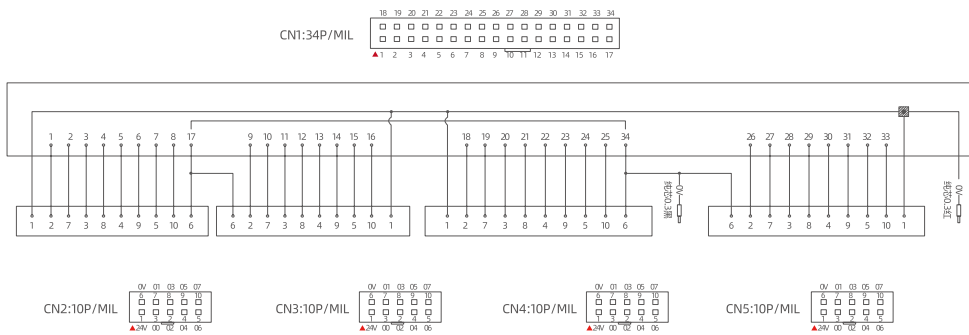 18 19 20 21 22 23 24 25 26 27 28 29 30 31 32 33 34
CN1:34P/MIL
1 2 3 4 5 6 7 8 9 10 11 12 13 14 15 16 17
1 2 3 4 5 6 7 8 17 9 10 11 12 13 14 15 16 18 19 20 21 22 23 24 25 34 26 27 28 29 30 31 32 33
0V
纯芯0.3黑
0V
纯芯0.3红
1 2 7 3 8 4 9 5 10 6
6 2 7 3 8 4 9 5 10 1
1 2 7 3 8 4 9 5 10 6
6 2 7 3 8 4 9 5 10 1
0V 01 03 05 07
6 7 8 9 10
CN2:10P/MIL
1 3 2 4 5
24V 00 02 04 06
0V 01 03 05 07
6 7 8 9 10
CN3:10P/MIL
1 3 2 4 5
24V 00 02 04 06
0V 01 03 05 07
6 7 8 9 10
CN4:10P/MIL
1 3 2 4 5
24V 00 02 04 06
0V 01 03 05 07
6 7 8 9 10
CN5:10P/MIL
1 3 2 4 5
24V 00 02 04 06